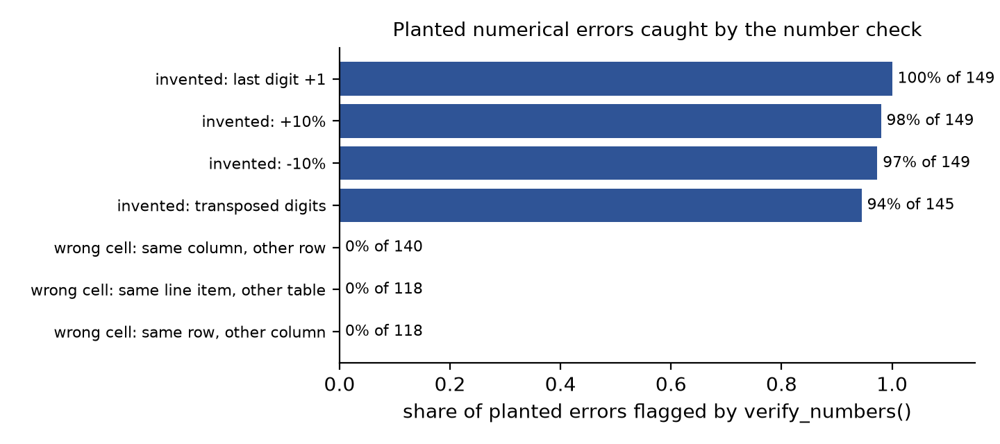 Planted numerical errors caught by the number check
invented: last digit +1
100% of 149
invented: +10%
98% of 149
invented: -10%
97% of 149
invented: transposed digits
94% of 145
wrong cell: same column, other row
0% of 140
wrong cell: same line item, other table
0% of 118
wrong cell: same row, other column
0% of 118
0.0
0.2
0.4
0.6
0.8
1.0
share of planted errors flagged by verify_numbers()